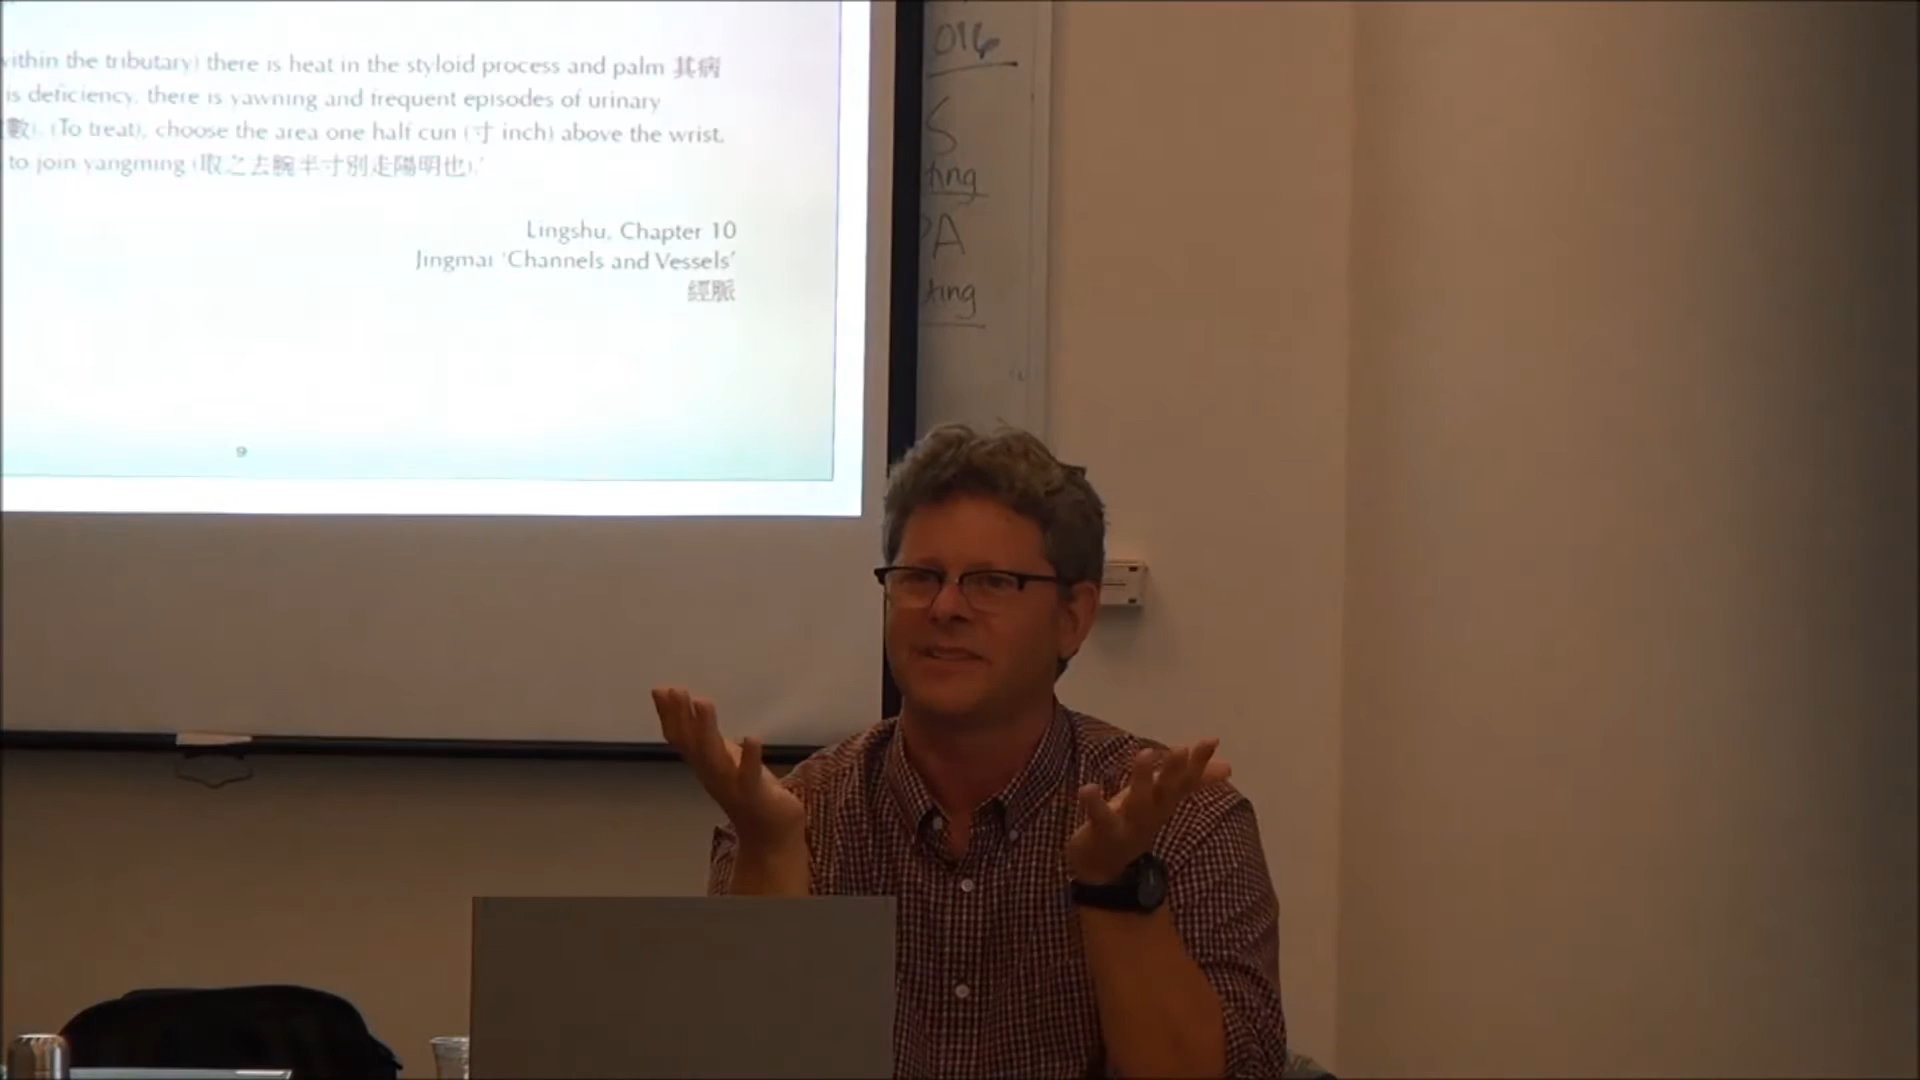 within the tributary) there is heat in the styloid process and palm 其病
is deficiency, there is yawning and frequent episodes of urinary
數). (To treat), choose the area one half cun (寸 inch) above the wrist,
to join yangming (取之去腕半寸別走陽明也).’
Lingshu, Chapter 10
Jingmai ‘Channels and Vessels’
經脈
9
016
S
ting
PA
ting